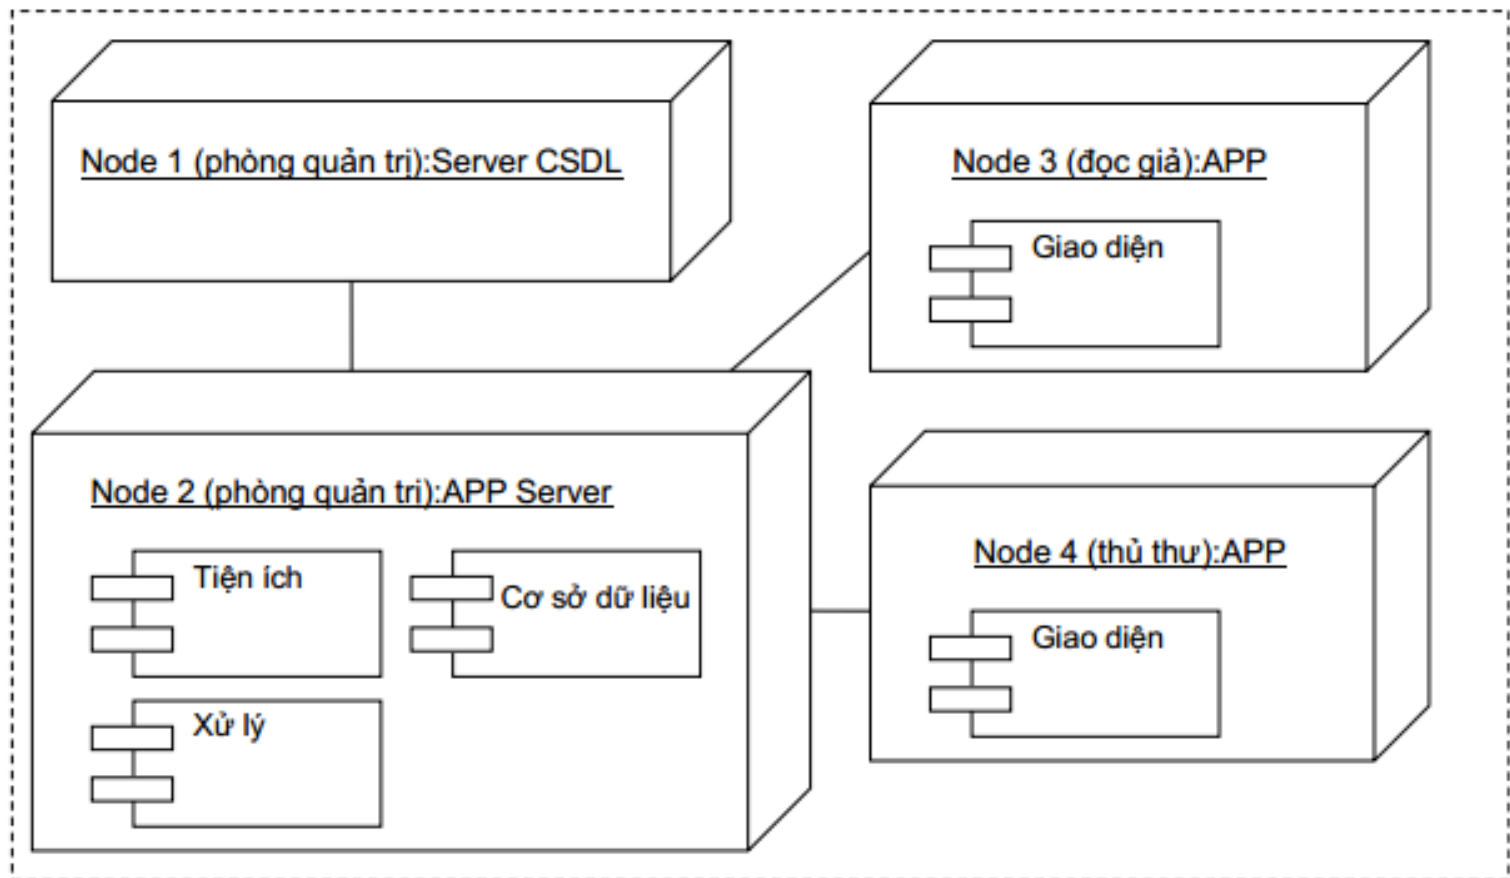 Node 1 (phòng quản trị):Server CSDL
Node 3 (đọc giả):APP
Giao diện
Node 2 (phòng quản trị):APP Server
Tiện ích
Cơ sở dữ liệu
Xử lý
Node 4 (thủ thư):APP
Giao diện